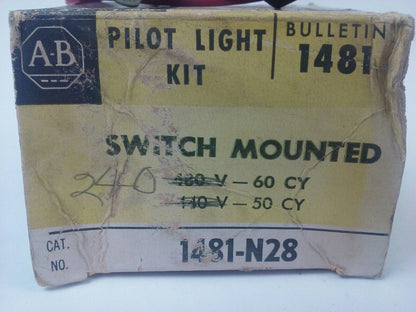 A-B
PILOT LIGHT
KIT
BULLETIN
1481
SWITCH MOUNTED
240 480 V – 60 CY
440 V – 50 CY
CAT.
NO.
1481-N28